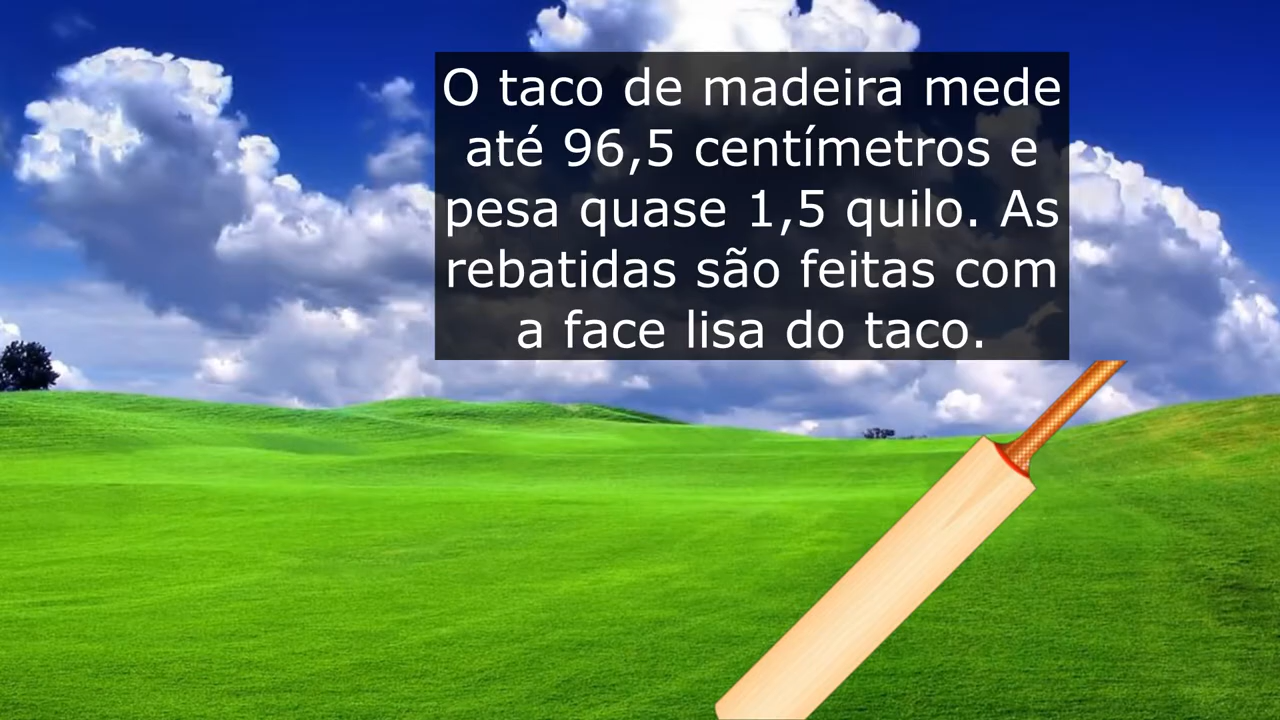 O taco de madeira mede
até 96,5 centímetros e
pesa quase 1,5 quilo. As
rebatidas são feitas com
a face lisa do taco.